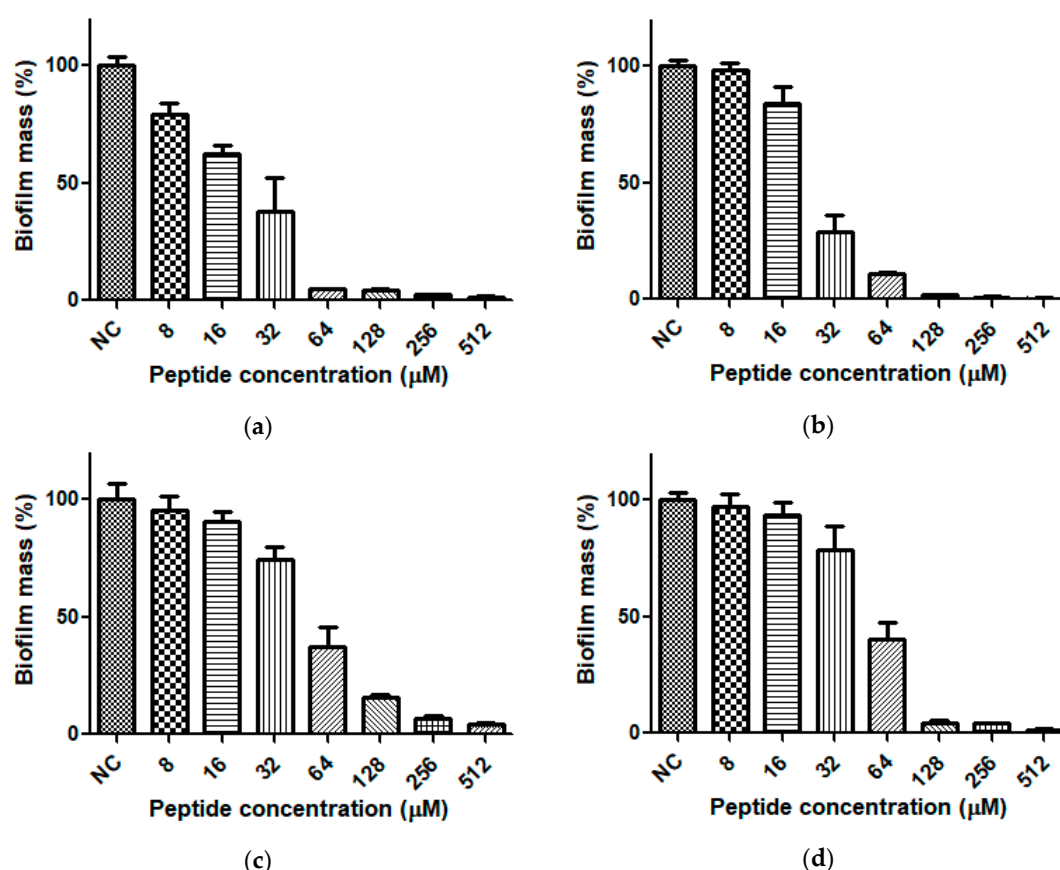 Biofilm mass (%)
100
50
0
NC 8 16 32 64 128 256 512
Peptide concentration (µM)
(a)
Biofilm mass (%)
100
50
0
NC 8 16 32 64 128 256 512
Peptide concentration (µM)
(b)
Biofilm mass (%)
100
50
0
NC 8 16 32 64 128 256 512
Peptide concentration (µM)
(c)
Biofilm mass (%)
100
50
0
NC 8 16 32 64 128 256 512
Peptide concentration (µM)
(d)